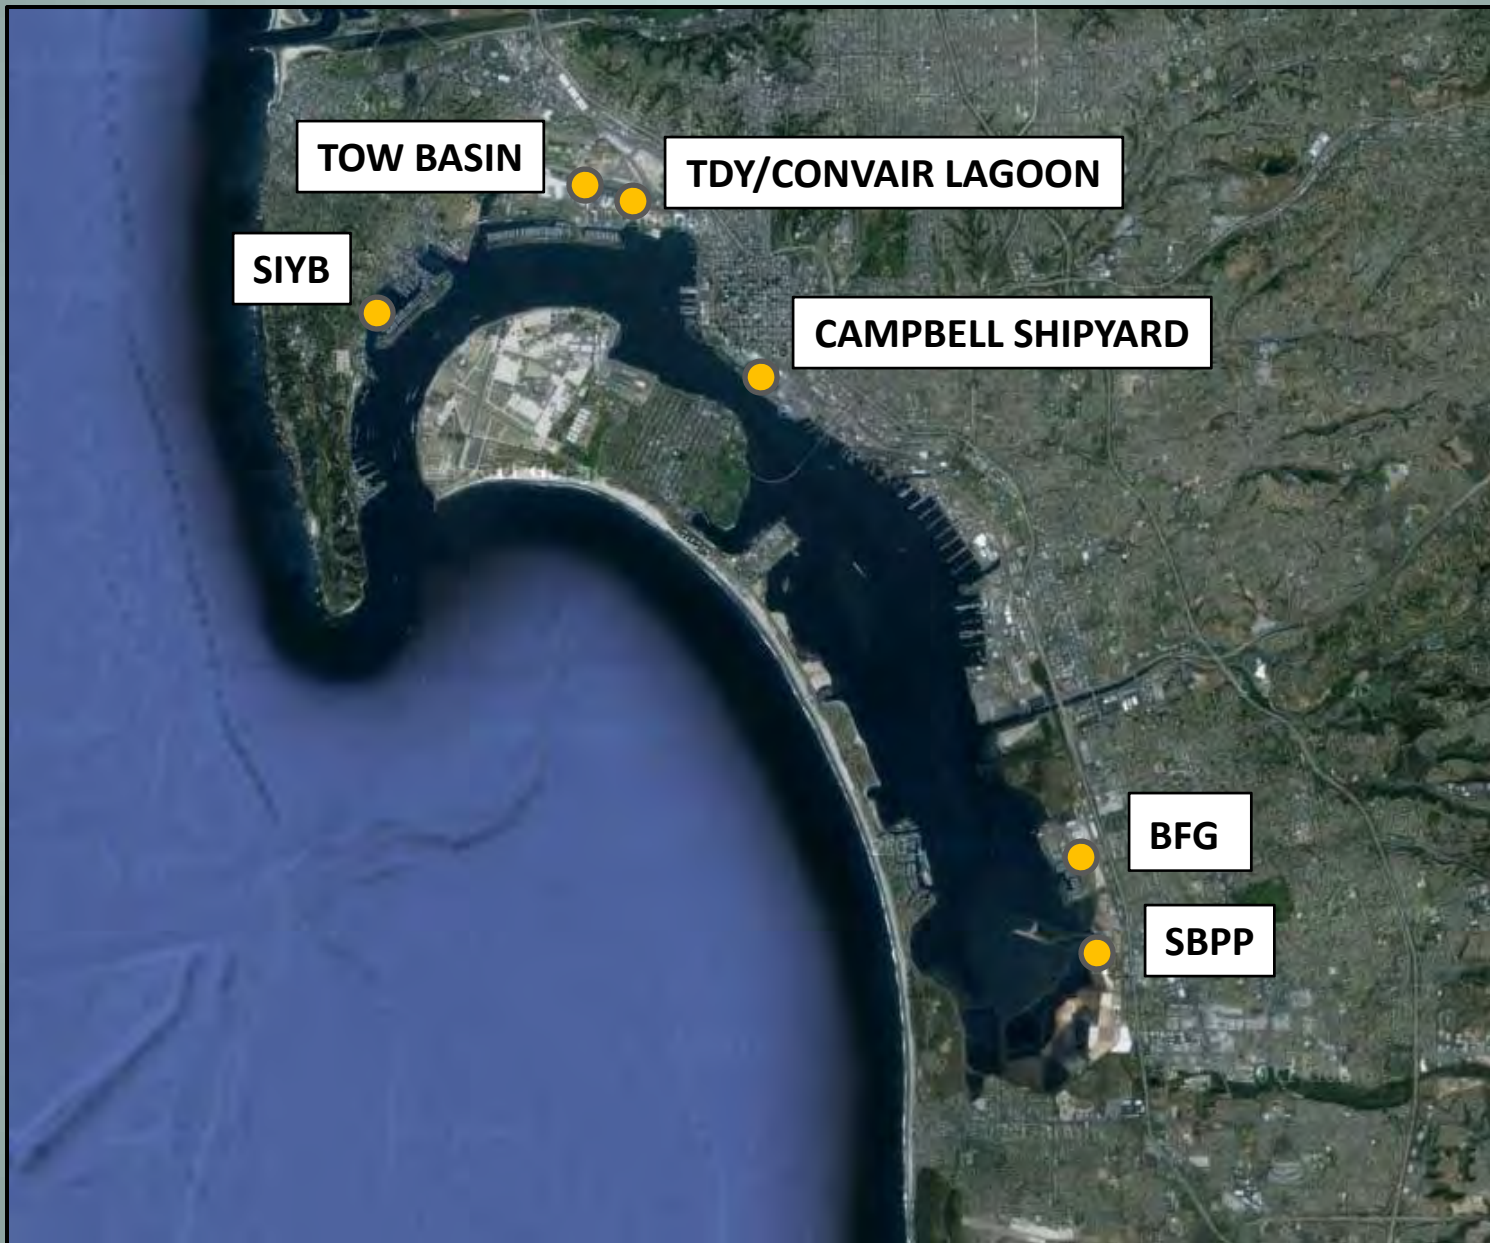 TOW BASIN
TDY/CONVAIR LAGOON
SIYB
CAMPBELL SHIPYARD
BFG
SBPP